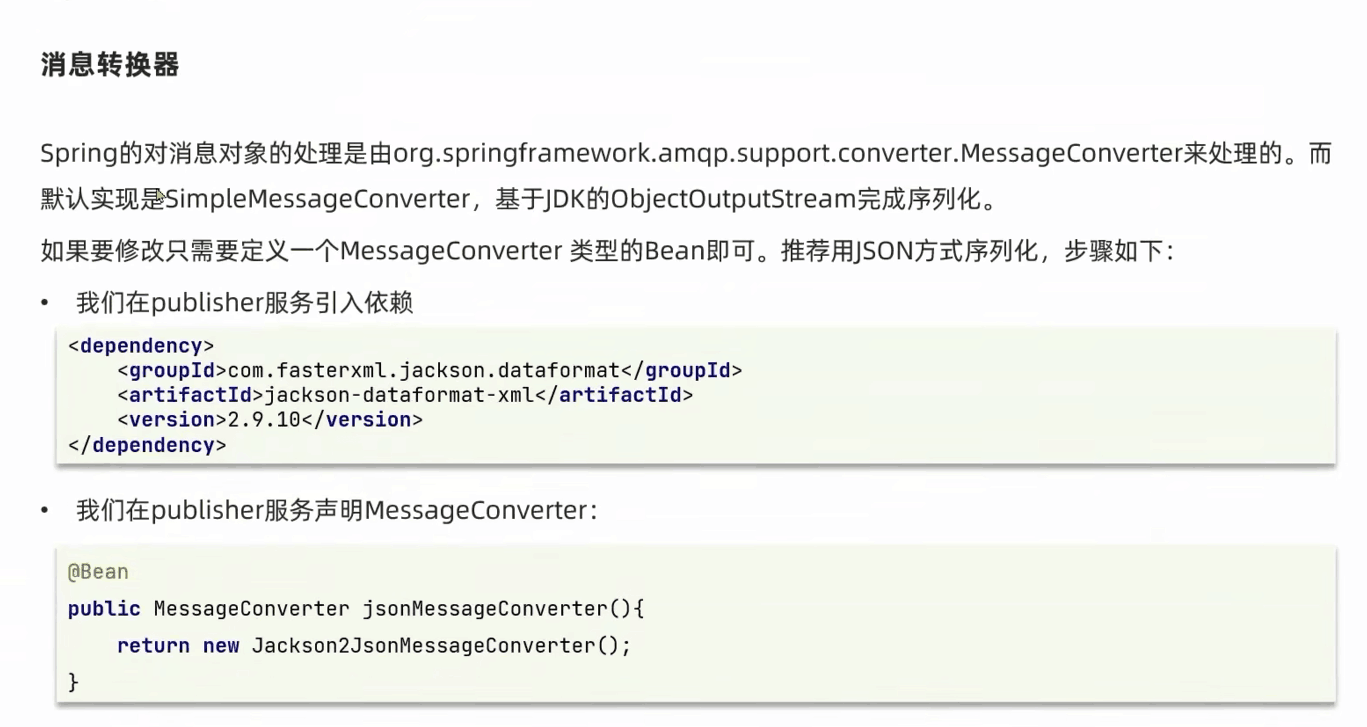 消息转换器
Spring的对消息对象的处理是由org.springframework.amqp.support.converter.MessageConverter来处理的。而
默认实现是SimpleMessageConverter，基于JDK的ObjectOutputStream完成序列化。
如果要修改只需要定义一个MessageConverter 类型的Bean即可。推荐用JSON方式序列化，步骤如下：
• 我们在publisher服务引入依赖
<dependency>
    <groupId>com.fasterxml.jackson.dataformat</groupId>
    <artifactId>jackson-dataformat-xml</artifactId>
    <version>2.9.10</version>
</dependency>
• 我们在publisher服务声明MessageConverter：
@Bean
public MessageConverter jsonMessageConverter(){
    return new Jackson2JsonMessageConverter();
}